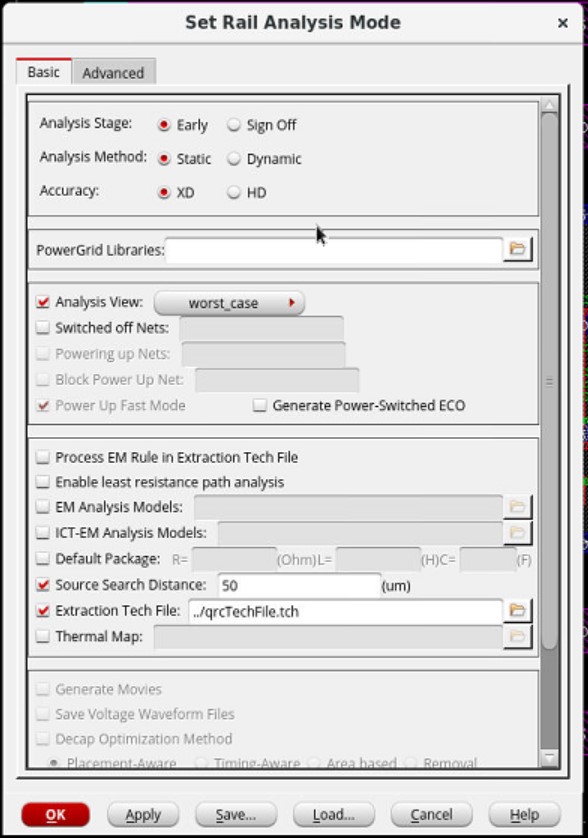 Set Rail Analysis Mode
Basic Advanced
Analysis Stage: Early Sign Off
Analysis Method: Static Dynamic
Accuracy: XD HD
PowerGrid Libraries:
Analysis View: worst_case
Switched off Nets:
Powering up Nets:
Block Power Up Net:
Power Up Fast Mode Generate Power-Switched ECO
Process EM Rule in Extraction Tech File
Enable least resistance path analysis
EM Analysis Models:
ICT-EM Analysis Models:
Default Package: R= (Ohm)L= (H)C= (F)
Source Search Distance: 50 (um)
Extraction Tech File: ../qrcTechFile.tch
Thermal Map:
Generate Movies
Save Voltage Waveform Files
Decap Optimization Method
Placement-Aware Timing-Aware Area based Removal
OK Apply Save... Load... Cancel Help